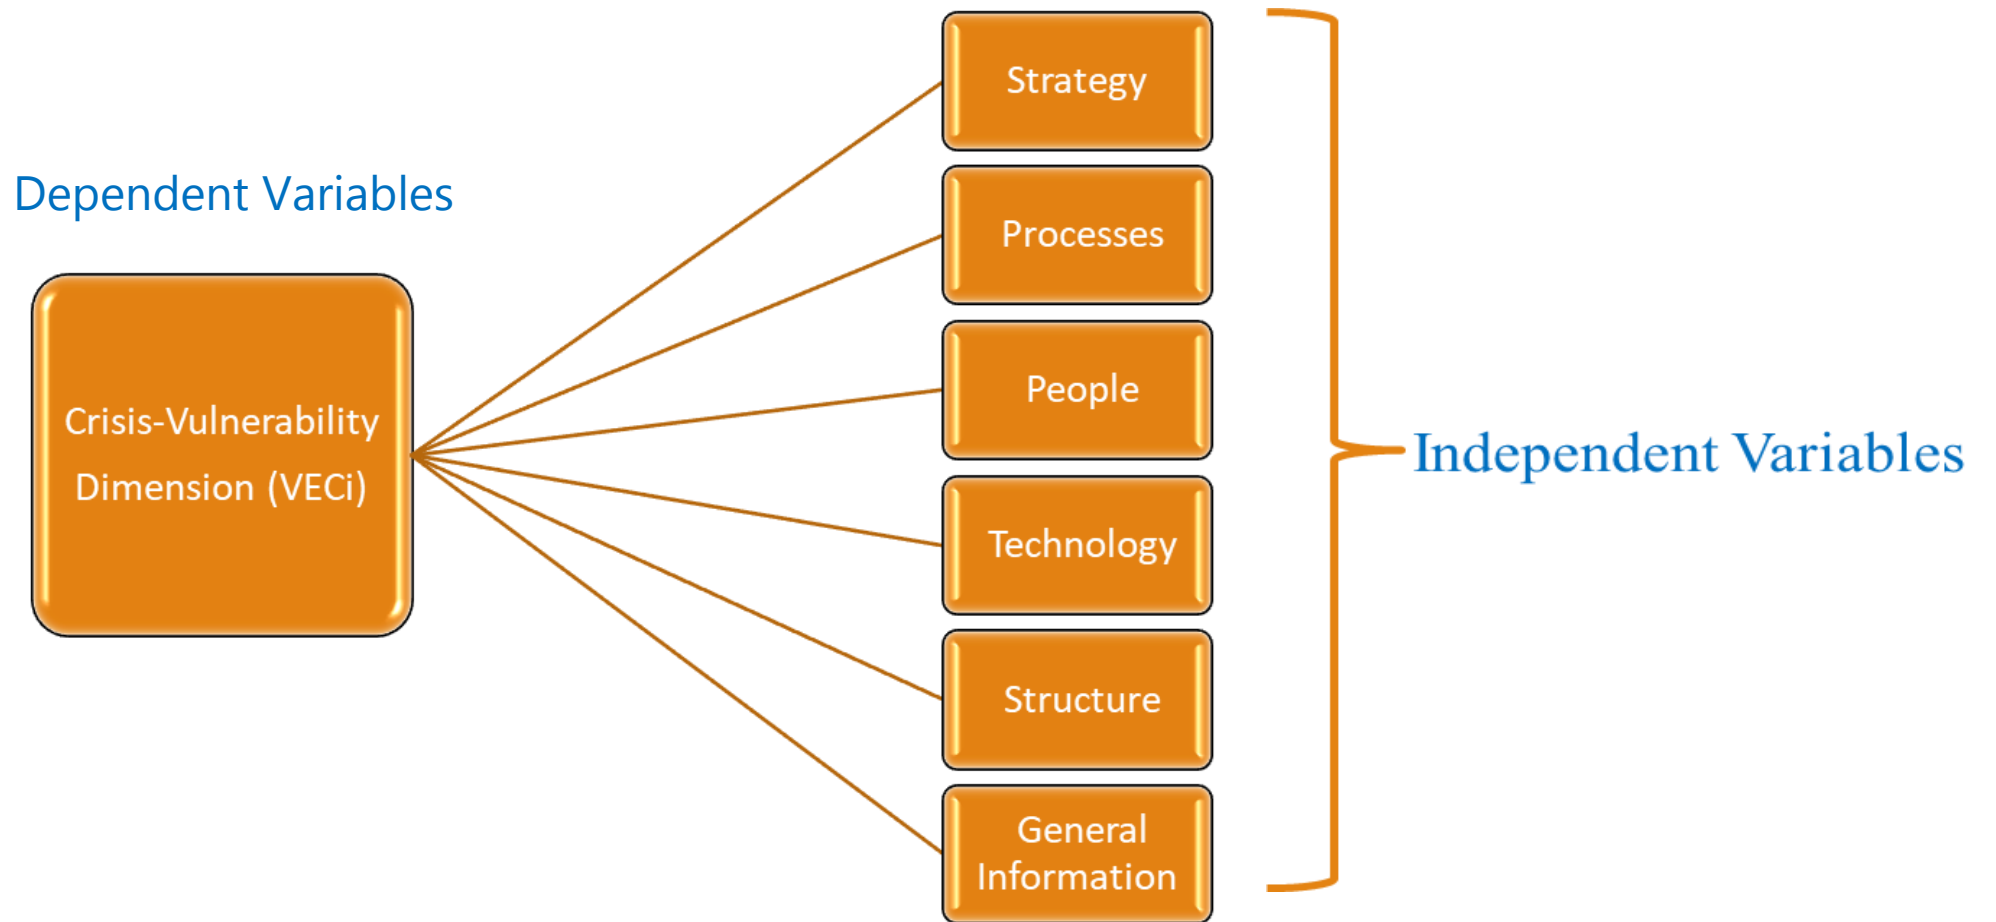 Dependent Variables
Crisis-Vulnerability
Dimension (VECi)
Strategy
Processes
People
Technology
Structure
General
Information
Independent Variables